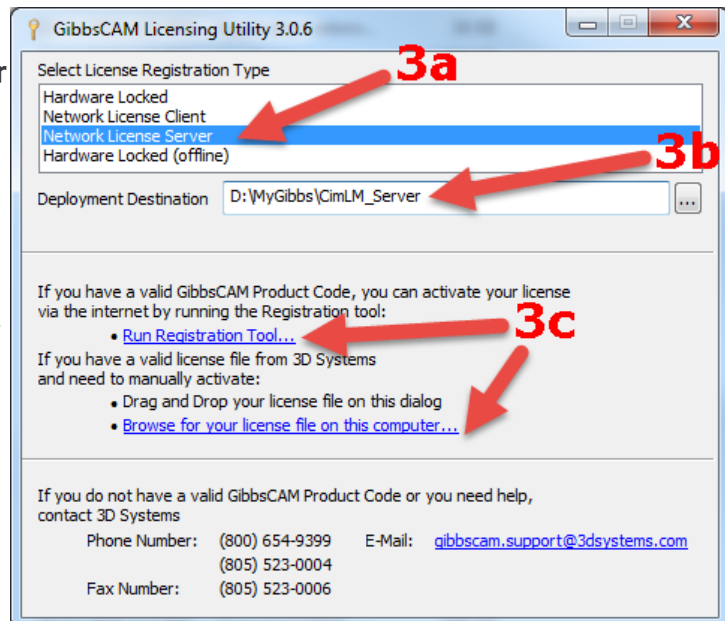 GibbsCAM Licensing Utility 3.0.6
r
Select License Registration Type
3a
Hardware Locked
Network License Client
Network License Server
Hardware Locked (offline)
3b
Deployment Destination D:\MyGibbs\CimLM_Server ...
If you have a valid GibbsCAM Product Code, you can activate your license
via the internet by running the Registration tool:
• Run Registration Tool...
3c
If you have a valid license file from 3D Systems
and need to manually activate:
• Drag and Drop your license file on this dialog
• Browse for your license file on this computer...
If you do not have a valid GibbsCAM Product Code or you need help,
contact 3D Systems
Phone Number: (800) 654-9399 E-Mail: gibbscam.support@3dsystems.com
(805) 523-0004
Fax Number: (805) 523-0006